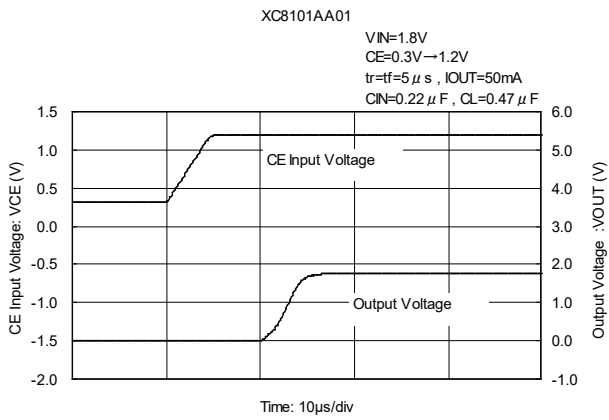 XC8101AA01
VIN=1.8V
CE=0.3V→1.2V
tr=tf=5μs , IOUT=50mA
CIN=0.22μF , CL=0.47μF
CE Input Voltage: VCE (V)
1.5
1.0
0.5
0.0
-0.5
-1.0
-1.5
-2.0
CE Input Voltage
Output Voltage
6.0
5.0
4.0
3.0
2.0
1.0
0.0
-1.0
Output Voltage :VOUT (V)
Time: 10μs/div